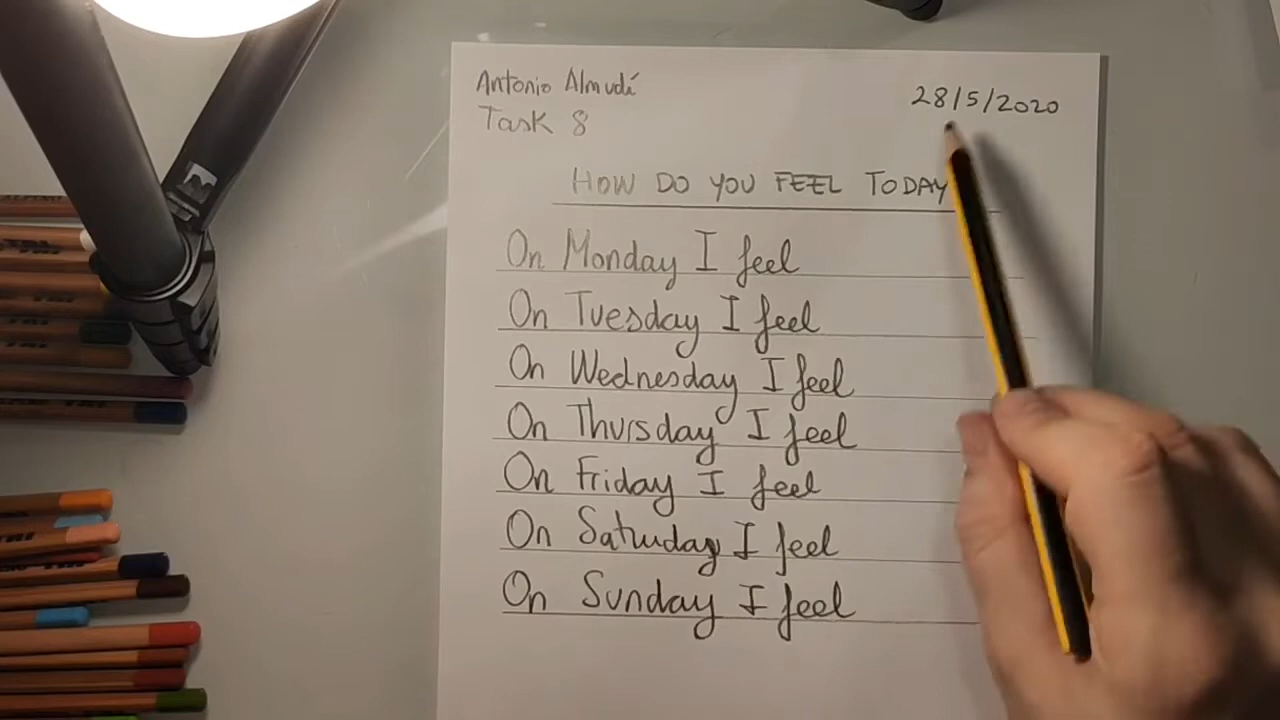 Antonio Almudí
28/5/2020
Task 8
HOW DO YOU FEEL TODAY
On Monday I feel
On Tuesday I feel
On Wednesday I feel
On Thursday I feel
On Friday I feel
On Saturday I feel
On Sunday I feel